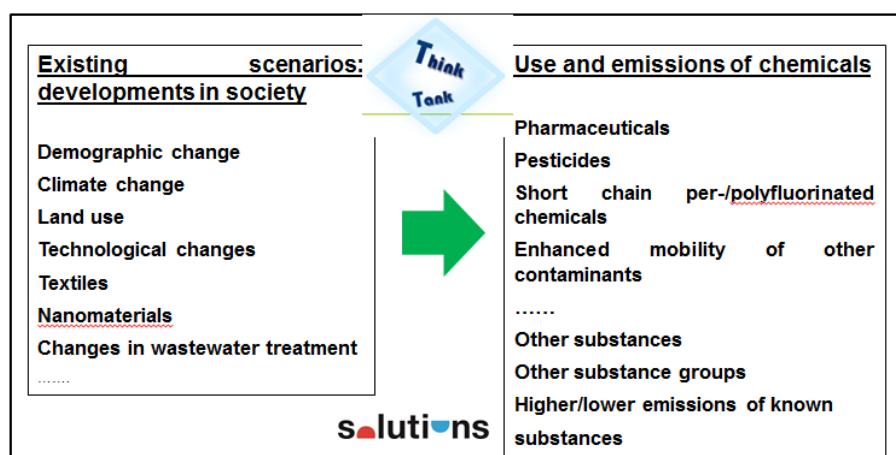 Existing scenarios:
developments in society
Demographic change
Climate change
Land use
Technological changes
Textiles
Nanomaterials
Changes in wastewater treatment
.......
Think
Tank
Use and emissions of chemicals
Pharmaceuticals
Pesticides
Short chain per-/polyfluorinated
chemicals
Enhanced mobility of other
contaminants
......
Other substances
Other substance groups
Higher/lower emissions of known
substances
solutions